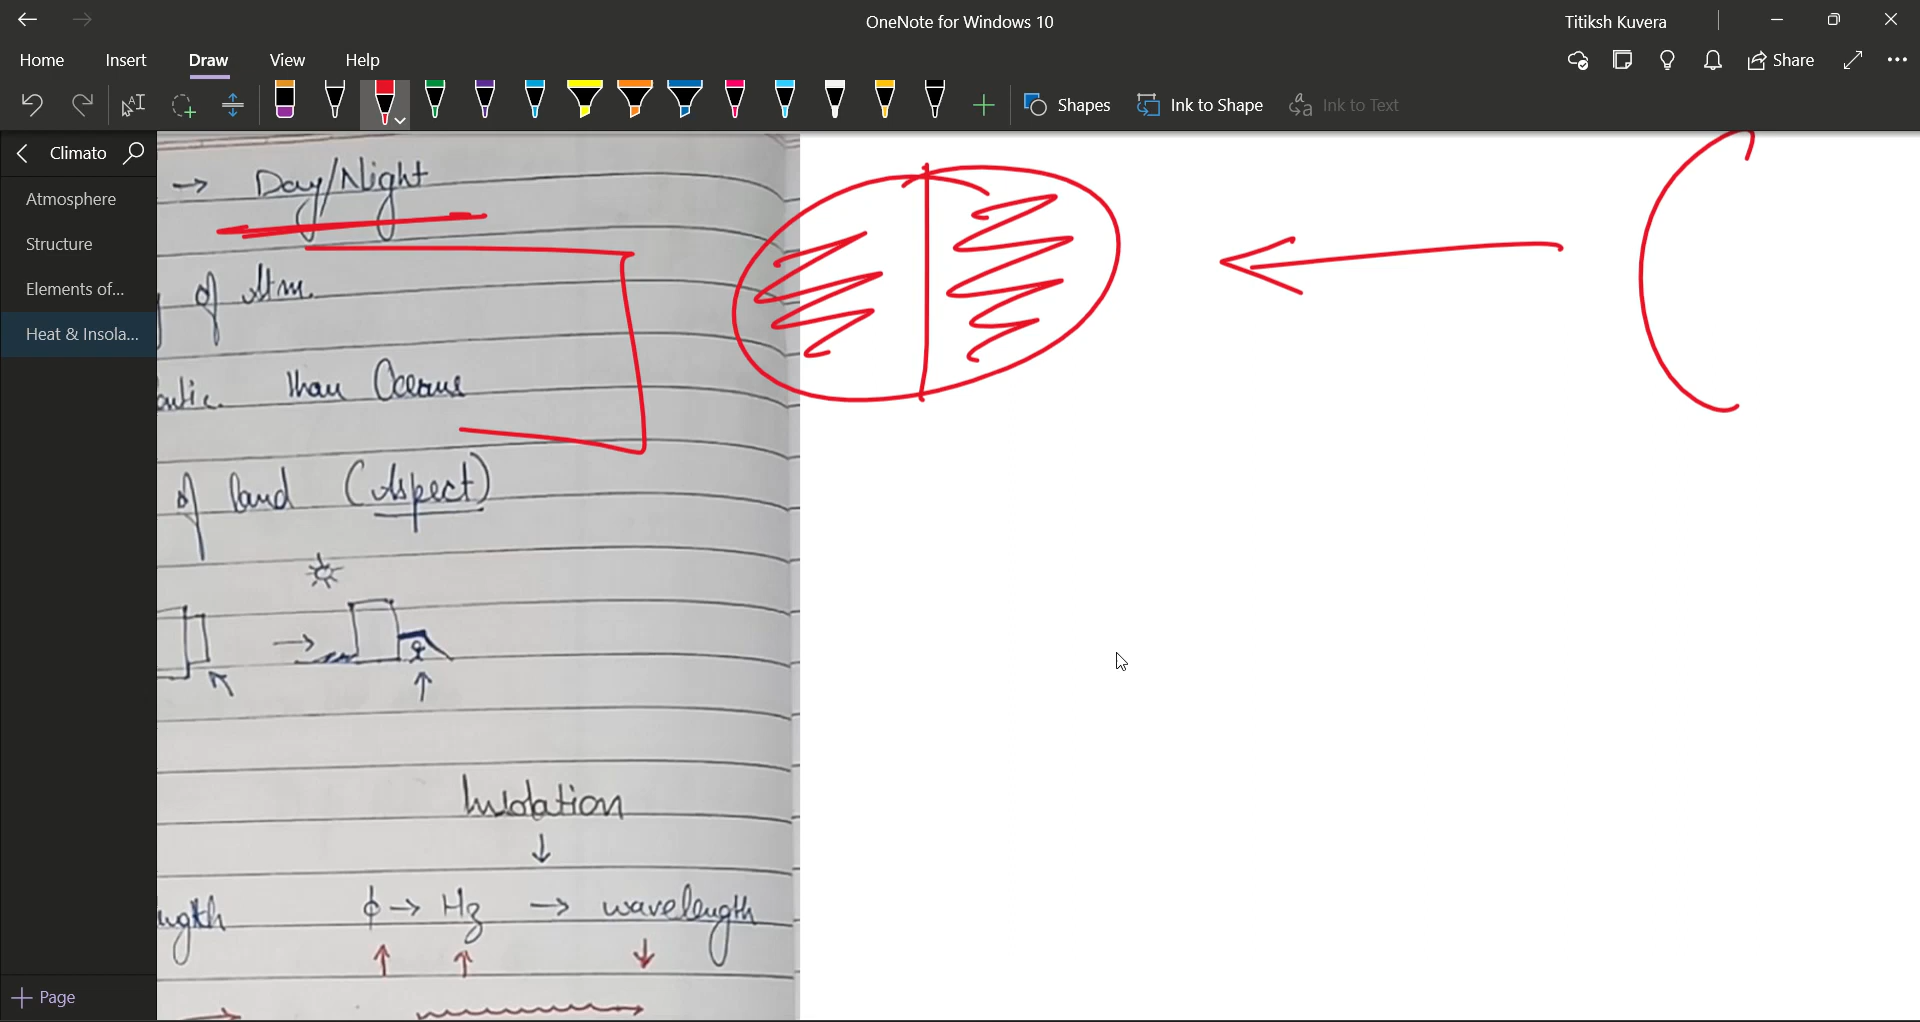 OneNote for Windows 10
Titiksh Kuvera
Home Insert Draw View Help
Share
Shapes Ink to Shape Ink to Text
Climato
Atmosphere
Structure
Elements of...
Heat & Insola...
Page
→ Day/Night
of Atm.
than Oceans
of land (Aspect)
→
Insolation
↓
ngth ϕ → Hz → wavelength
↑ ↑ ↓